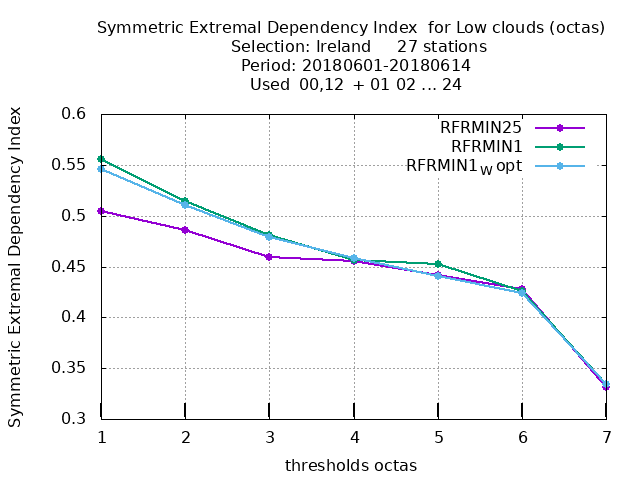 Symmetric Extremal Dependency Index for Low clouds (octas)
Selection: Ireland 27 stations
Period: 20180601-20180614
Used 00,12 + 01 02 ... 24
Symmetric Extremal Dependency Index
0.6
0.55
0.5
0.45
0.4
0.35
0.3
RFRMIN25
RFRMIN1
RFRMIN1W opt
1 2 3 4 5 6 7
thresholds octas